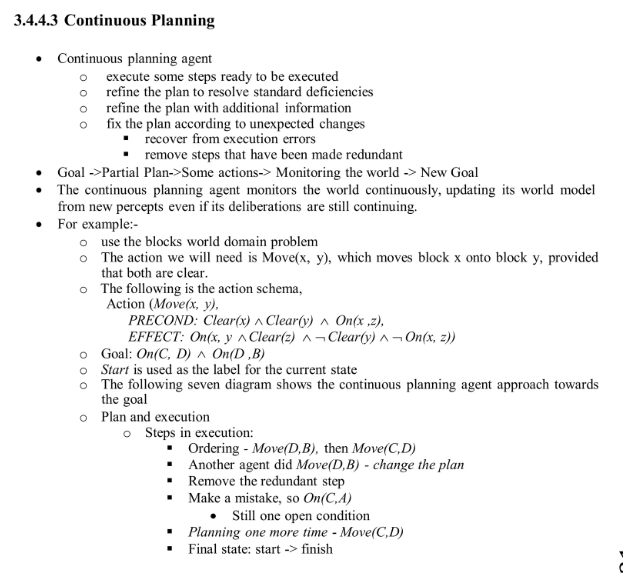 3.4.4.3 Continuous Planning
• Continuous planning agent
o execute some steps ready to be executed
o refine the plan to resolve standard deficiencies
o refine the plan with additional information
o fix the plan according to unexpected changes
▪ recover from execution errors
▪ remove steps that have been made redundant
• Goal ->Partial Plan->Some actions-> Monitoring the world -> New Goal
• The continuous planning agent monitors the world continuously, updating its world model
from new percepts even if its deliberations are still continuing.
• For example:-
o use the blocks world domain problem
o The action we will need is Move(x, y), which moves block x onto block y, provided
that both are clear.
o The following is the action schema,
Action (Move(x, y),
PRECOND: Clear(x) ∧ Clear(y) ∧ On(x ,z),
EFFECT: On(x, y ∧ Clear(z) ∧ ¬ Clear(y) ∧ ¬ On(x, z))
o Goal: On(C, D) ∧ On(D ,B)
o Start is used as the label for the current state
o The following seven diagram shows the continuous planning agent approach towards
the goal
o Plan and execution
o Steps in execution:
▪ Ordering - Move(D,B), then Move(C,D)
▪ Another agent did Move(D,B) - change the plan
▪ Remove the redundant step
▪ Make a mistake, so On(C,A)
• Still one open condition
▪ Planning one more time - Move(C,D)
▪ Final state: start -> finish